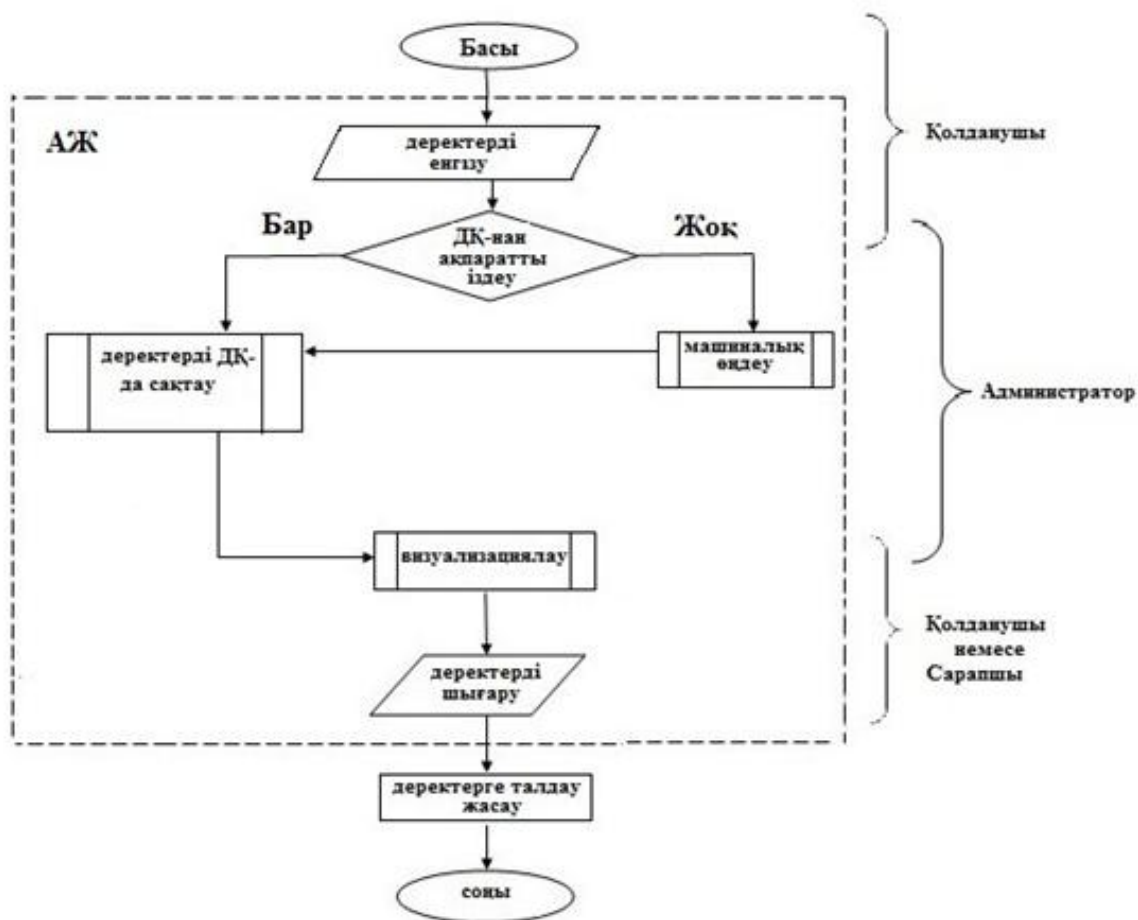 Басы
АЖ
деректерді
енгізу
Қолданушы
Бар
Жоқ
ДҚ-нан
ақпаратты
іздеу
деректерді ДҚ-
да сақтау
машиналық
өңдеу
Администратор
визуализациялау
деректерді
шығару
Қолданушы
немесе
Сарапшы
деректерге талдау
жасау
соңы